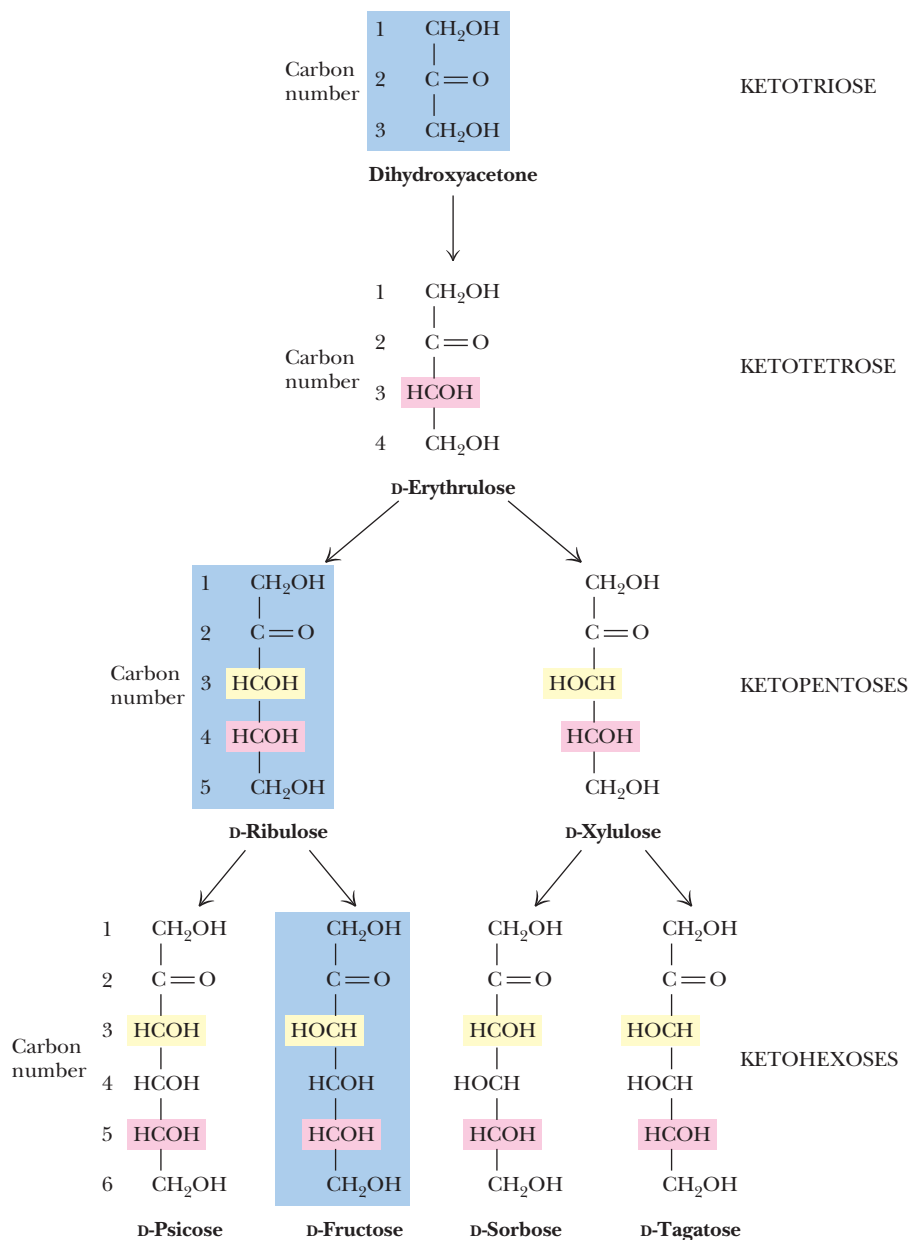 1 CH₂OH
Carbon number 2 C=O KETOTRIOSE
3 CH₂OH
Dihydroxyacetone
1 CH₂OH
2 C=O
Carbon number KETOTETROSE
3 HCOH
4 CH₂OH
D-Erythrulose
1 CH₂OH CH₂OH
2 C=O C=O
Carbon number 3 HCOH HOCH KETOPENTOSES
4 HCOH HCOH
5 CH₂OH CH₂OH
D-Ribulose D-Xylulose
1 CH₂OH CH₂OH CH₂OH CH₂OH
2 C=O C=O C=O C=O
3 HCOH HOCH HCOH HOCH
Carbon number KETOHEXOSES
4 HCOH HCOH HOCH HOCH
5 HCOH HCOH HCOH HCOH
6 CH₂OH CH₂OH CH₂OH CH₂OH
D-Psicose D-Fructose D-Sorbose D-Tagatose